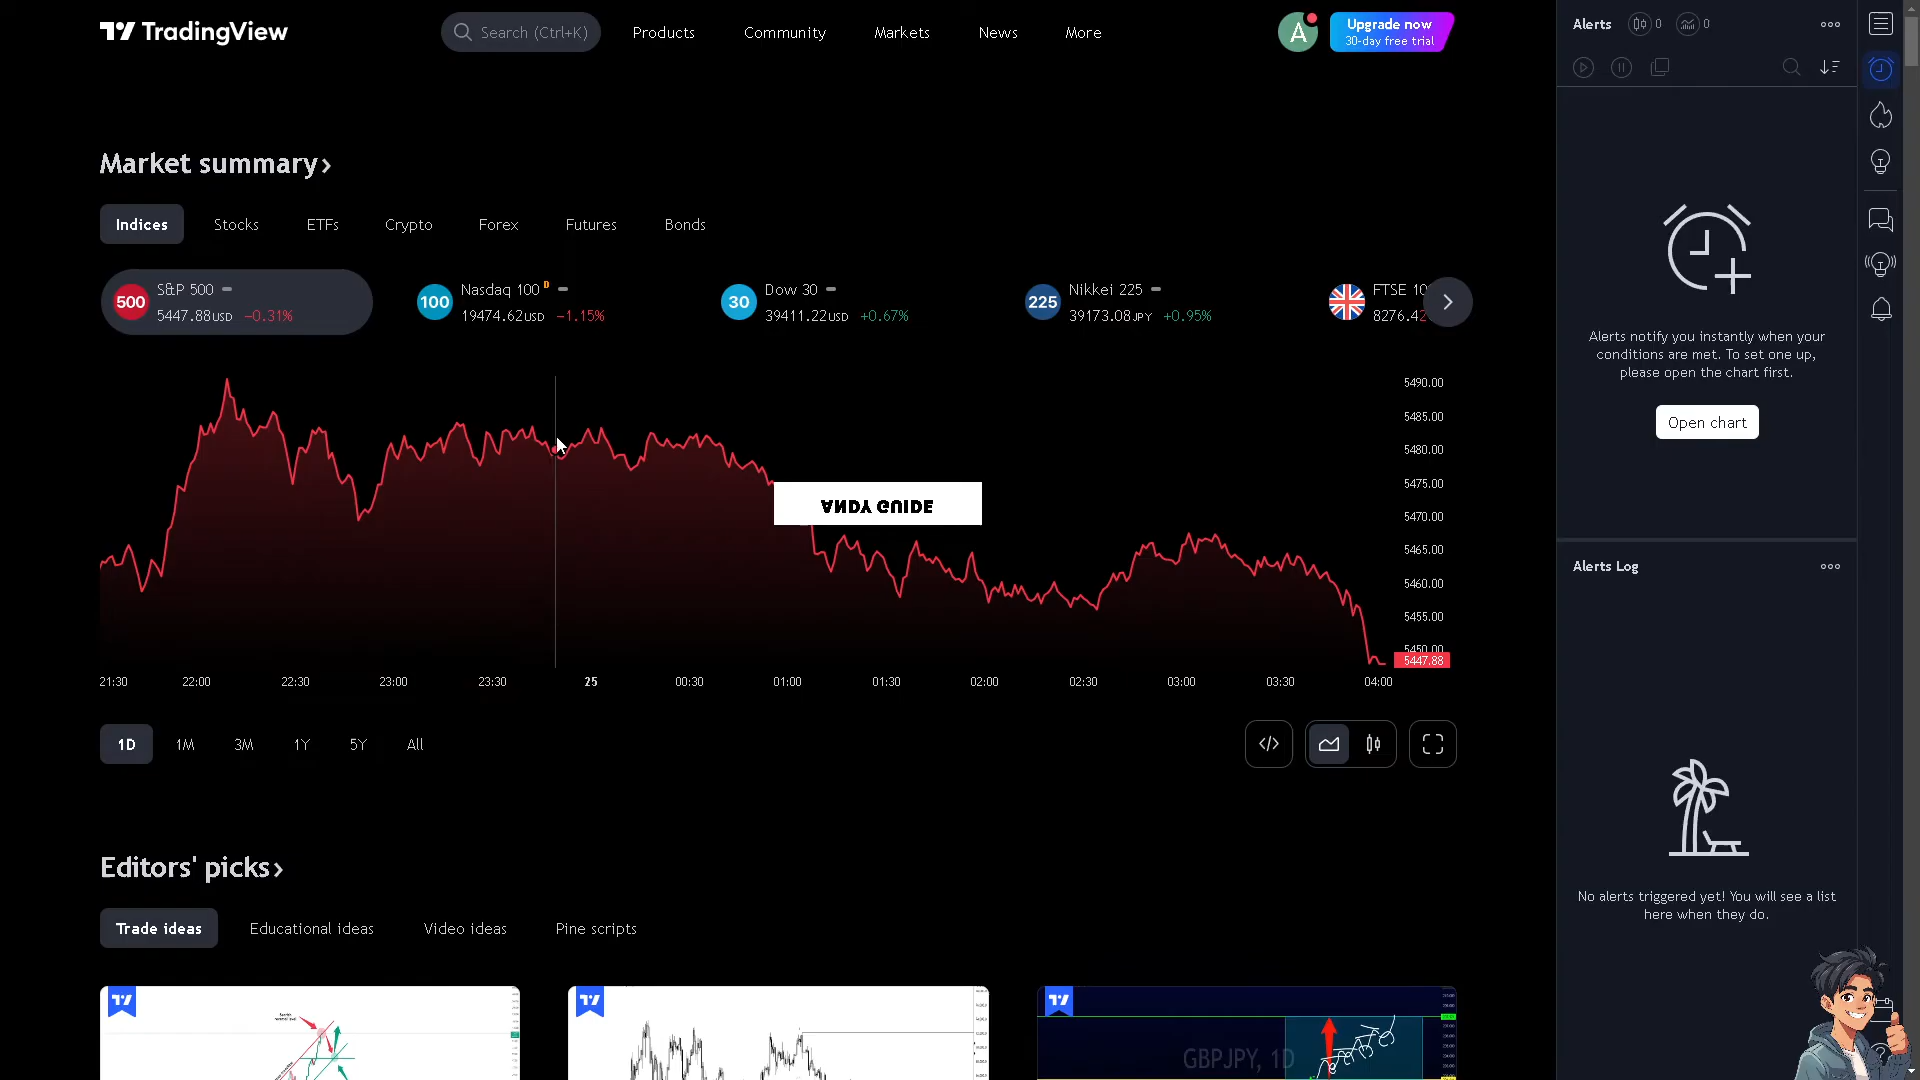 TradingView
Search (Ctrl+K)
Products
Community
Markets
News
More
A
Upgrade now
30-day free trial
Alerts
0
0
Market summary
Indices
Stocks
ETFs
Crypto
Forex
Futures
Bonds
500
S&P 500
5447.88 USD −0.31%
100
Nasdaq 100 D
19474.62 USD −1.15%
30
Dow 30
39411.22 USD +0.67%
225
Nikkei 225
39173.08 JPY +0.95%
FTSE 10
8276.42
Alerts notify you instantly when your
conditions are met. To set one up,
please open the chart first.
Open chart
5490.00
5485.00
5480.00
5475.00
5470.00
5465.00
5460.00
5455.00
5450.00
5447.88
ANDY GUIDE
21:30
22:00
22:30
23:00
23:30
25
00:30
01:00
01:30
02:00
02:30
03:00
03:30
04:00
1D
1M
3M
1Y
5Y
All
Alerts Log
No alerts triggered yet! You will see a list
here when they do.
Editors' picks
Trade ideas
Educational ideas
Video ideas
Pine scripts
GBPJPY, 1D